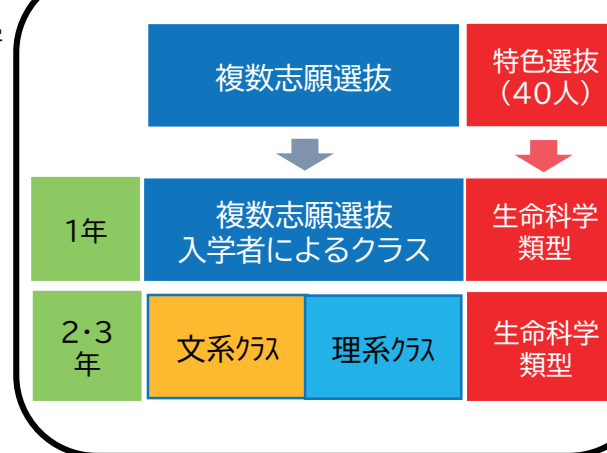 複数志願選抜
特色選抜
(40人)
1年
複数志願選抜
入学者によるクラス
生命科学
類型
2・3
年
文系クラス
理系クラス
生命科学
類型